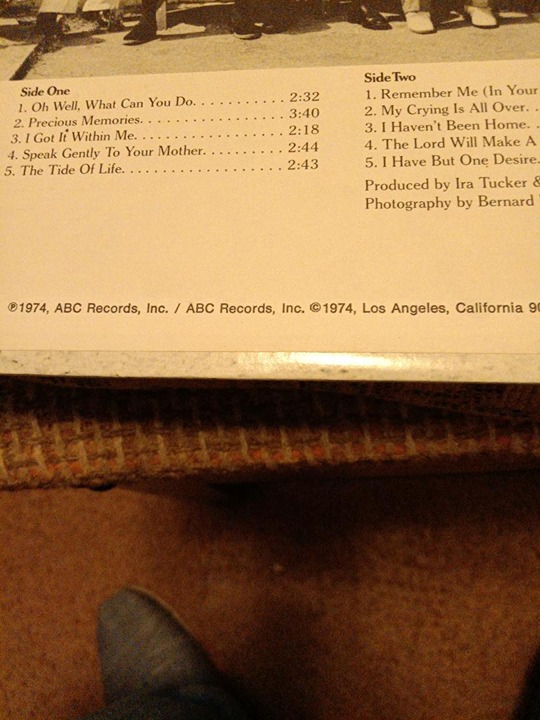 Side One
1. Oh Well, What Can You Do. . . . . . . . . . . 2:32
2. Precious Memories. . . . . . . . . . . . . . . . . 3:40
3. I Got It Within Me. . . . . . . . . . . . . . . . . . 2:18
4. Speak Gently To Your Mother. . . . . . . . . . 2:44
5. The Tide Of Life. . . . . . . . . . . . . . . . . . . . 2:43
Side Two
1. Remember Me (In Your
2. My Crying Is All Over. .
3. I Haven't Been Home. .
4. The Lord Will Make A
5. I Have But One Desire.
Produced by Ira Tucker &
Photography by Bernard
℗1974, ABC Records, Inc. / ABC Records, Inc. ©1974, Los Angeles, California 90